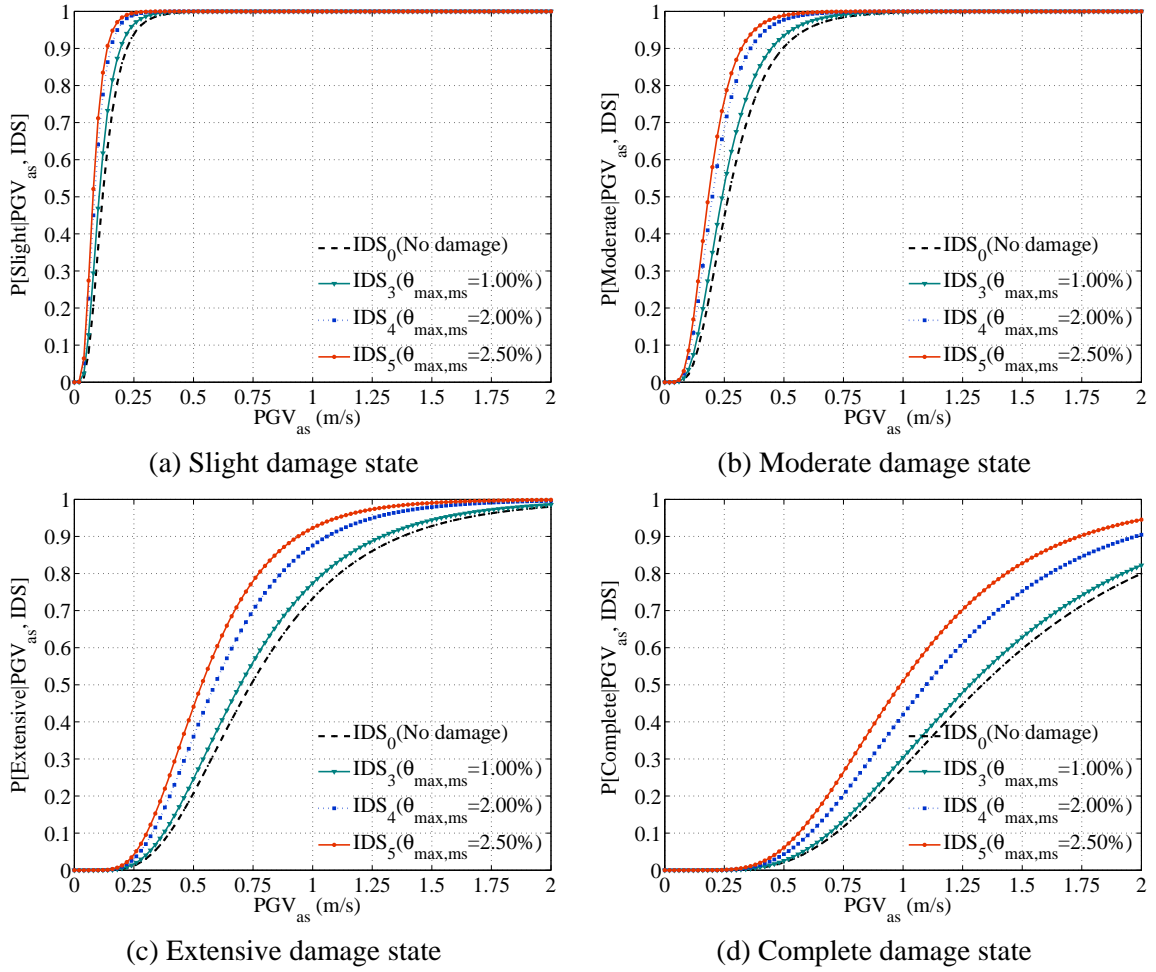 1
0.9
0.8
0.7
0.6
0.5
0.4
0.3
0.2
0.1
0
P[Slight|PGV_as, IDS]
IDS_0(No damage)
IDS_3(θ_max,ms=1.00%)
IDS_4(θ_max,ms=2.00%)
IDS_5(θ_max,ms=2.50%)
0 0.25 0.5 0.75 1 1.25 1.5 1.75 2
PGV_as (m/s)
(a) Slight damage state
1
0.9
0.8
0.7
0.6
0.5
0.4
0.3
0.2
0.1
0
P[Moderate|PGV_as, IDS]
IDS_0(No damage)
IDS_3(θ_max,ms=1.00%)
IDS_4(θ_max,ms=2.00%)
IDS_5(θ_max,ms=2.50%)
0 0.25 0.5 0.75 1 1.25 1.5 1.75 2
PGV_as (m/s)
(b) Moderate damage state
1
0.9
0.8
0.7
0.6
0.5
0.4
0.3
0.2
0.1
0
P[Extensive|PGV_as, IDS]
IDS_0(No damage)
IDS_3(θ_max,ms=1.00%)
IDS_4(θ_max,ms=2.00%)
IDS_5(θ_max,ms=2.50%)
0 0.25 0.5 0.75 1 1.25 1.5 1.75 2
PGV_as (m/s)
(c) Extensive damage state
1
0.9
0.8
0.7
0.6
0.5
0.4
0.3
0.2
0.1
0
P[Complete|PGV_as, IDS]
IDS_0(No damage)
IDS_3(θ_max,ms=1.00%)
IDS_4(θ_max,ms=2.00%)
IDS_5(θ_max,ms=2.50%)
0 0.25 0.5 0.75 1 1.25 1.5 1.75 2
PGV_as (m/s)
(d) Complete damage state